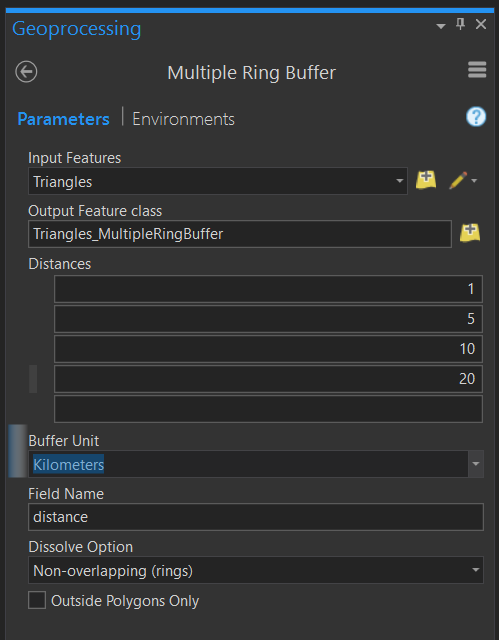 Geoprocessing
Multiple Ring Buffer
Parameters | Environments
Input Features
Triangles
Output Feature class
Triangles_MultipleRingBuffer
Distances
1
5
10
20
Buffer Unit
Kilometers
Field Name
distance
Dissolve Option
Non-overlapping (rings)
Outside Polygons Only